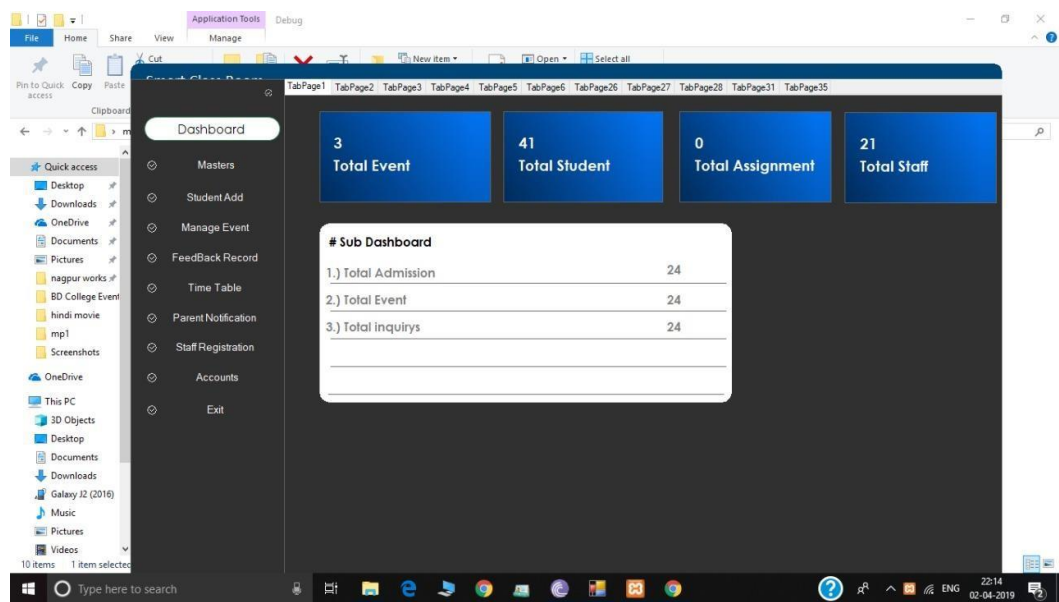 Application Tools Debug
File Home Share View Manage
Cut New item Open Select all
Pin to Quick access Copy Paste
Clipboard
Smart Class Room
TabPage1 TabPage2 TabPage3 TabPage4 TabPage5 TabPage6 TabPage26 TabPage27 TabPage28 TabPage31 TabPage35
Quick access
Desktop
Downloads
OneDrive
Documents
Pictures
nagpur works
BD College Event
hindi movie
mp1
Screenshots
OneDrive
This PC
3D Objects
Desktop
Documents
Downloads
Galaxy J2 (2016)
Music
Pictures
Videos
10 items 1 item selected
Dashboard
Masters
Student Add
Manage Event
FeedBack Record
Time Table
Parent Notification
Staff Registration
Accounts
Exit
3
Total Event
41
Total Student
0
Total Assignment
21
Total Staff
# Sub Dashboard
1.) Total Admission 24
2.) Total Event 24
3.) Total inquirys 24
Type here to search
ENG
22:14
02-04-2019
2